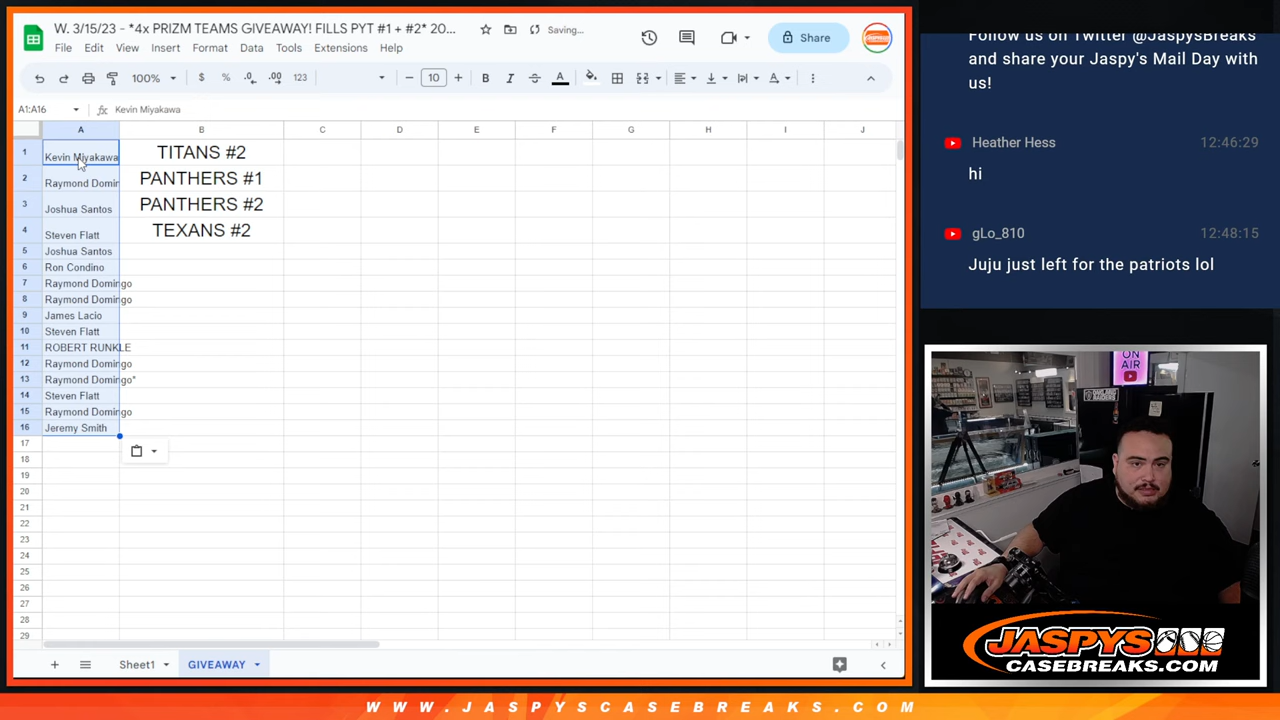 W. 3/15/23 - *4x PRIZM TEAMS GIVEAWAY! FILLS PYT #1 + #2* 20...
Saving...
File Edit View Insert Format Data Tools Extensions Help
Share
100% $ % .0 .00 123 10 B I A
A1:A16 Kevin Miyakawa
A B C D E F G H I J
1 Kevin Miyakawa TITANS #2
2 Raymond Domin PANTHERS #1
3 Joshua Santos PANTHERS #2
4 Steven Flatt TEXANS #2
5 Joshua Santos
6 Ron Condino
7 Raymond Domingo
8 Raymond Domingo
9 James Lacio
10 Steven Flatt
11 ROBERT RUNKLE
12 Raymond Domingo
13 Raymond Domingo*
14 Steven Flatt
15 Raymond Domingo
16 Jeremy Smith
17
18
19
20
21
22
23
24
25
26
27
28
29
Sheet1 GIVEAWAY
Follow us on Twitter @JaspysBreaks
and share your Jaspy's Mail Day with
us!
Heather Hess 12:46:29
hi
gLo_810 12:48:15
Juju just left for the patriots lol
ON
AIR
JASPYS
CASEBREAKS.COM
WWW.JASPYSCASEBREAKS.COM